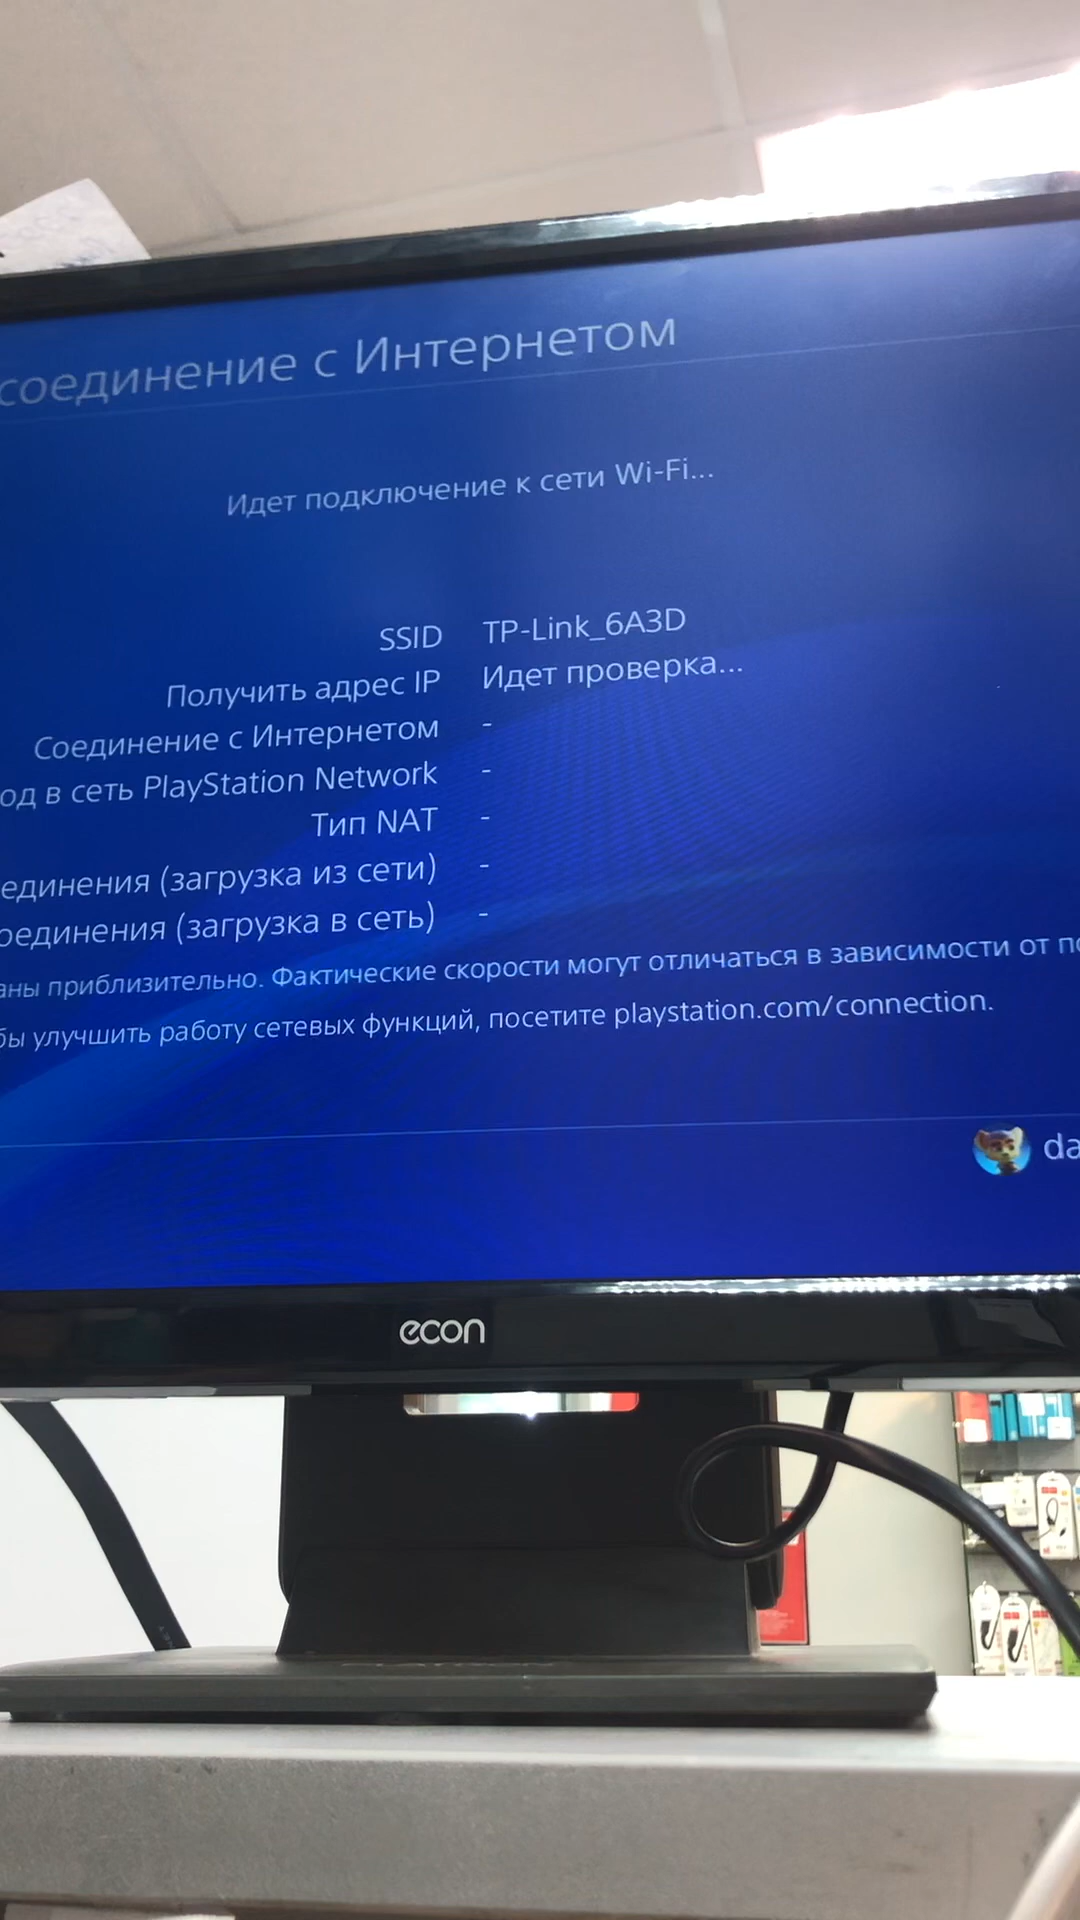 соединение с Интернетом
Идет подключение к сети Wi-Fi...
SSID TP-Link_6A3D
Получить адрес IP Идет проверка...
Соединение с Интернетом -
од в сеть PlayStation Network -
Тип NAT -
единения (загрузка из сети) -
оединения (загрузка в сеть) -
аны приблизительно. Фактические скорости могут отличаться в зависимости от по
бы улучшить работу сетевых функций, посетите playstation.com/connection.
da
econ